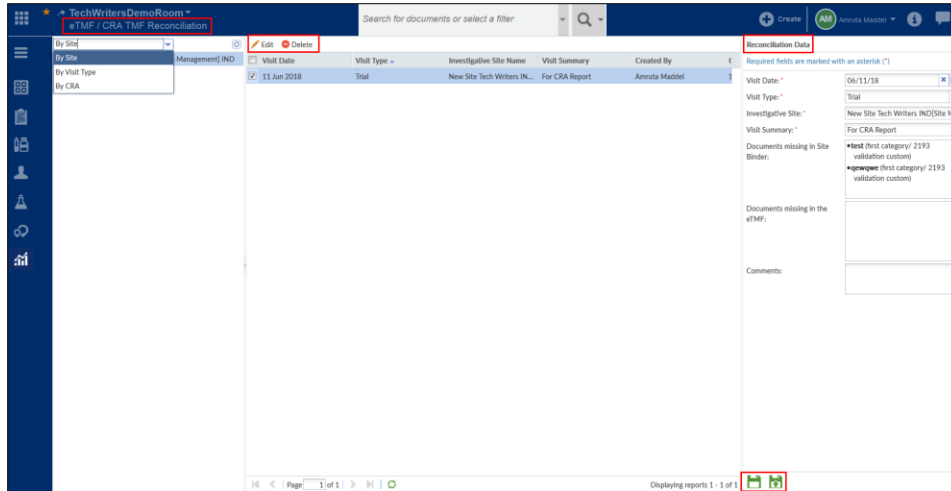 TechWritersDemoRoom
eTMF / CRA TMF Reconciliation
Search for documents or select a filter
Create
AM
Amruta Maddel
By Site
By Site
By Visit Type
By CRA
Management] IND
Edit Delete
Visit Date Visit Type Investigative Site Name Visit Summary Created By
11 Jun 2018 Trial New Site Tech Writers IN... For CRA Report Amruta Maddel 1
Reconciliation Data
Required fields are marked with an asterisk (*)
Visit Date:* 06/11/18
Visit Type:* Trial
Investigative Site:* New Site Tech Writers IND[Site M
Visit Summary:* For CRA Report
Documents missing in Site
Binder:
•test (first category/ 2193
validation custom)
•qewqwe (first category/ 2193
validation custom)
Documents missing in the
eTMF:
Comments:
Page 1 of 1
Displaying reports 1 - 1 of 1